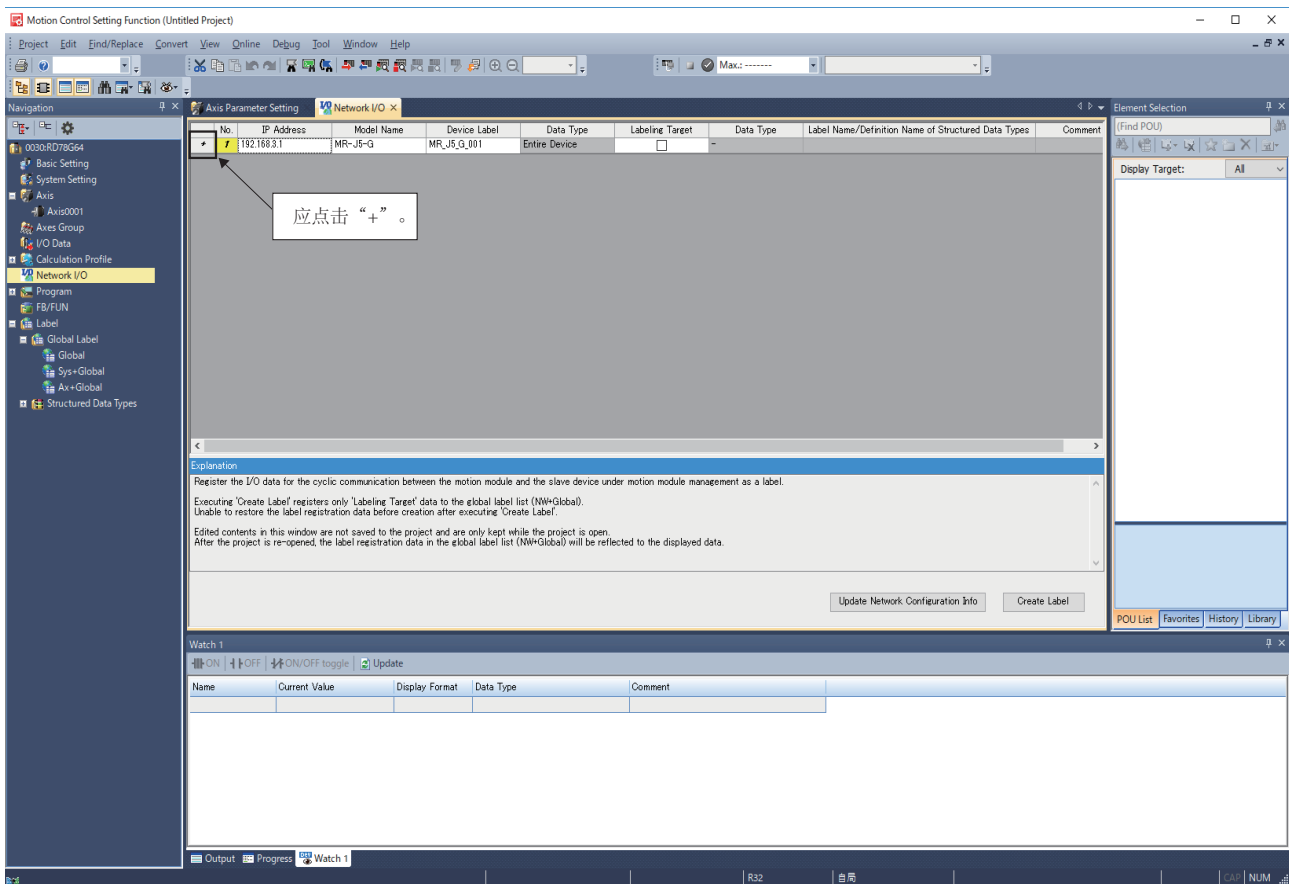 Motion Control Setting Function (Untitled Project)
Project Edit Find/Replace Convert View Online Debug Tool Window Help
Max.: -------
Navigation
Axis Parameter Setting Network I/O
Element Selection
No. IP Address Model Name Device Label Data Type Labeling Target Data Type Label Name/Definition Name of Structured Data Types Comment
+ 1 192.168.3.1 MR-J5-G MR_J5_G_001 Entire Device -
(Find POU)
Display Target: All
0030:RD78G64
Basic Setting
System Setting
Axis
Axis0001
Axes Group
I/O Data
Calculation Profile
Network I/O
Program
FB/FUN
Label
Global Label
Global
Sys+Global
Ax+Global
Structured Data Types
应点击“+”。
Explanation
Register the I/O data for the cyclic communication between the motion module and the slave device under motion module management as a label.
Executing 'Create Label' registers only 'Labeling Target' data to the global label list (NW+Global).
Unable to restore the label registration data before creation after executing 'Create Label'.
Edited contents in this window are not saved to the project and are only kept while the project is open.
After the project is re-opened, the label registration data in the global label list (NW+Global) will be reflected to the displayed data.
Update Network Configuration Info Create Label
POU List Favorites History Library
Watch 1
ON OFF ON/OFF toggle Update
Name Current Value Display Format Data Type Comment
Output Progress Watch 1
R32 自局 CAP NUM